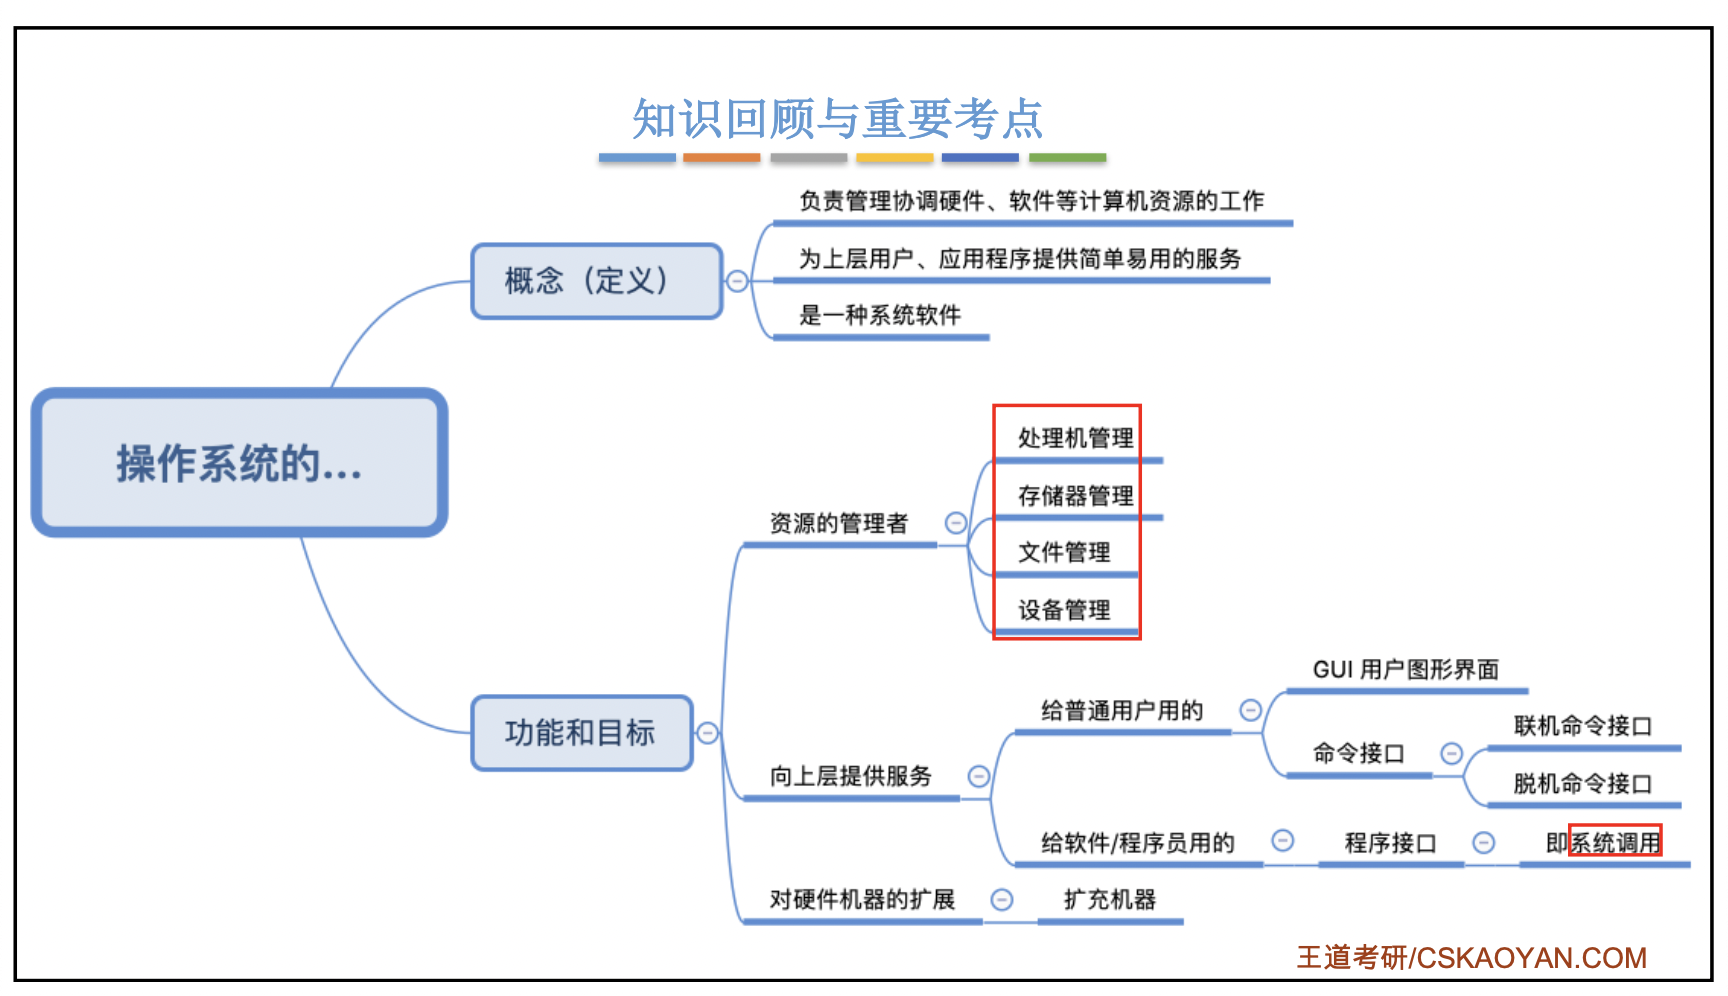 知识回顾与重要考点
负责管理协调硬件、软件等计算机资源的工作
为上层用户、应用程序提供简单易用的服务
概念（定义）
是一种系统软件
操作系统的...
处理机管理
存储器管理
资源的管理者
文件管理
设备管理
功能和目标
GUI 用户图形界面
给普通用户用的
联机命令接口
命令接口
脱机命令接口
向上层提供服务
给软件/程序员用的
程序接口
即系统调用
对硬件机器的扩展
扩充机器
王道考研/CSKAOYAN.COM